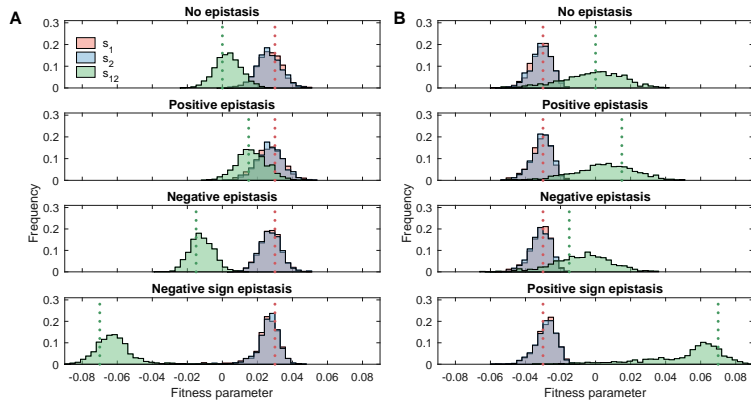 A
No epistasis
0.3
0.2
0.1
0
s1
s2
s12
Positive epistasis
0.3
0.2
0.1
0
Negative epistasis
0.3
0.2
0.1
0
Negative sign epistasis
0.3
0.2
0.1
0
Frequency
-0.08 -0.06 -0.04 -0.02 0 0.02 0.04 0.06 0.08
Fitness parameter
B
No epistasis
0.3
0.2
0.1
0
Positive epistasis
0.3
0.2
0.1
0
Negative epistasis
0.3
0.2
0.1
0
Positive sign epistasis
0.3
0.2
0.1
0
Frequency
-0.08 -0.06 -0.04 -0.02 0 0.02 0.04 0.06 0.08
Fitness parameter